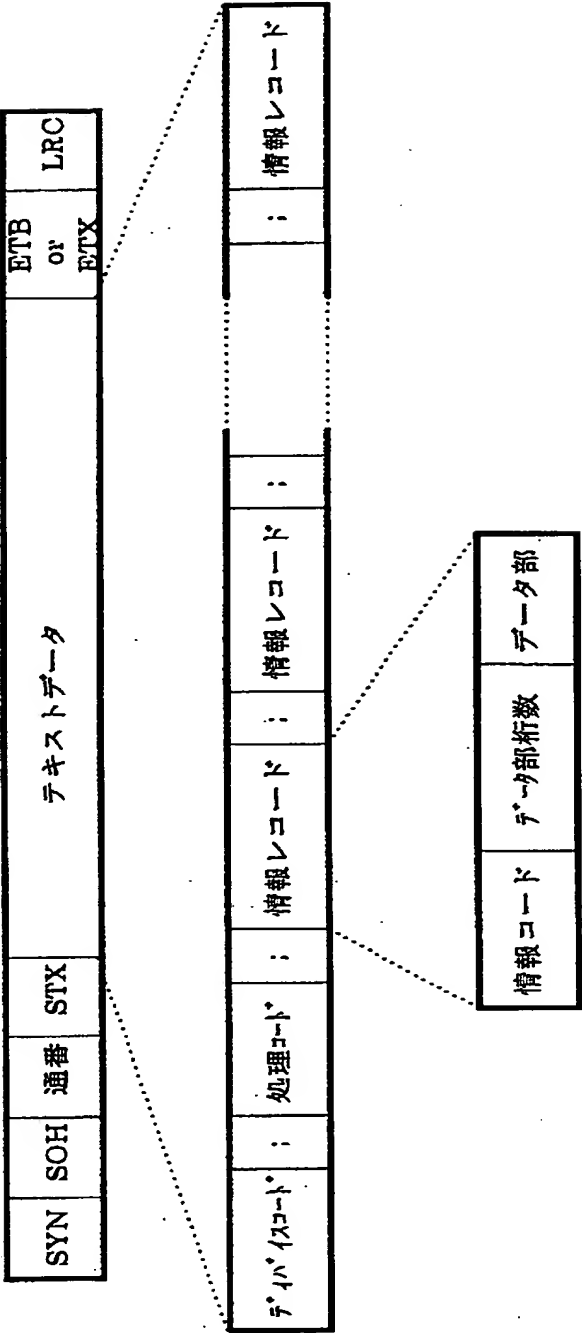 SYN
SOH
通番
STX
テキストデータ
ETB
or
ETX
LRC
ディバイスコード
;
処理コード
;
情報レコード
;
情報レコード
;
;
情報レコード
情報コード
データ部桁数
データ部